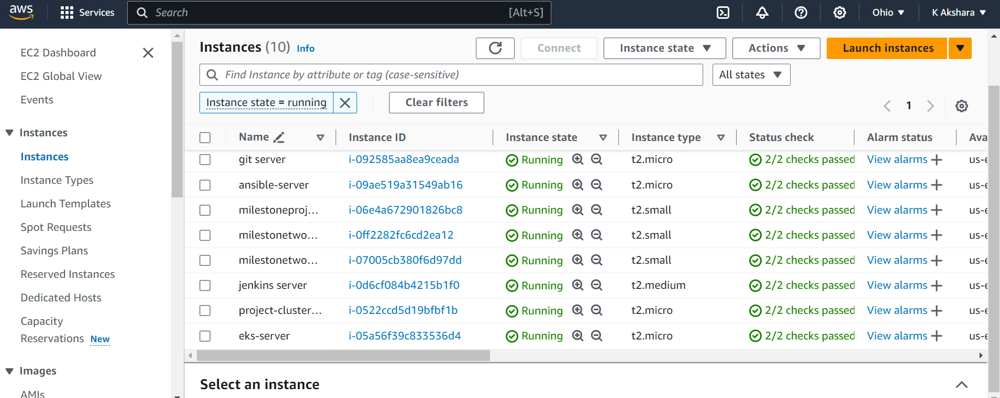 aws
Services
Search
[Alt+S]
Ohio
K Akshara
EC2 Dashboard
EC2 Global View
Events
Instances
Instances
Instance Types
Launch Templates
Spot Requests
Savings Plans
Reserved Instances
Dedicated Hosts
Capacity
Reservations New
Images
AMIs
Instances (10) Info
Connect
Instance state
Actions
Launch instances
Find Instance by attribute or tag (case-sensitive)
All states
Instance state = running
Clear filters
1
Name Instance ID Instance state Instance type Status check Alarm status Ava
git server i-092585aa8ea9ceada Running t2.micro 2/2 checks passed View alarms us-e
ansible-server i-09ae519a31549ab16 Running t2.micro 2/2 checks passed View alarms us-e
milestoneproj... i-06e4a672901826bc8 Running t2.small 2/2 checks passed View alarms us-e
milestonetwo... i-0ff2282fc6cd2ea12 Running t2.small 2/2 checks passed View alarms us-e
milestonetwo... i-07005cb380f6d97dd Running t2.small 2/2 checks passed View alarms us-e
jenkins server i-0d6cf084b4215b1f0 Running t2.medium 2/2 checks passed View alarms us-e
project-cluster... i-0522ccd5d19bfbf1b Running t2.micro 2/2 checks passed View alarms us-e
eks-server i-05a56f39c833536d4 Running t2.micro 2/2 checks passed View alarms us-e
Select an instance